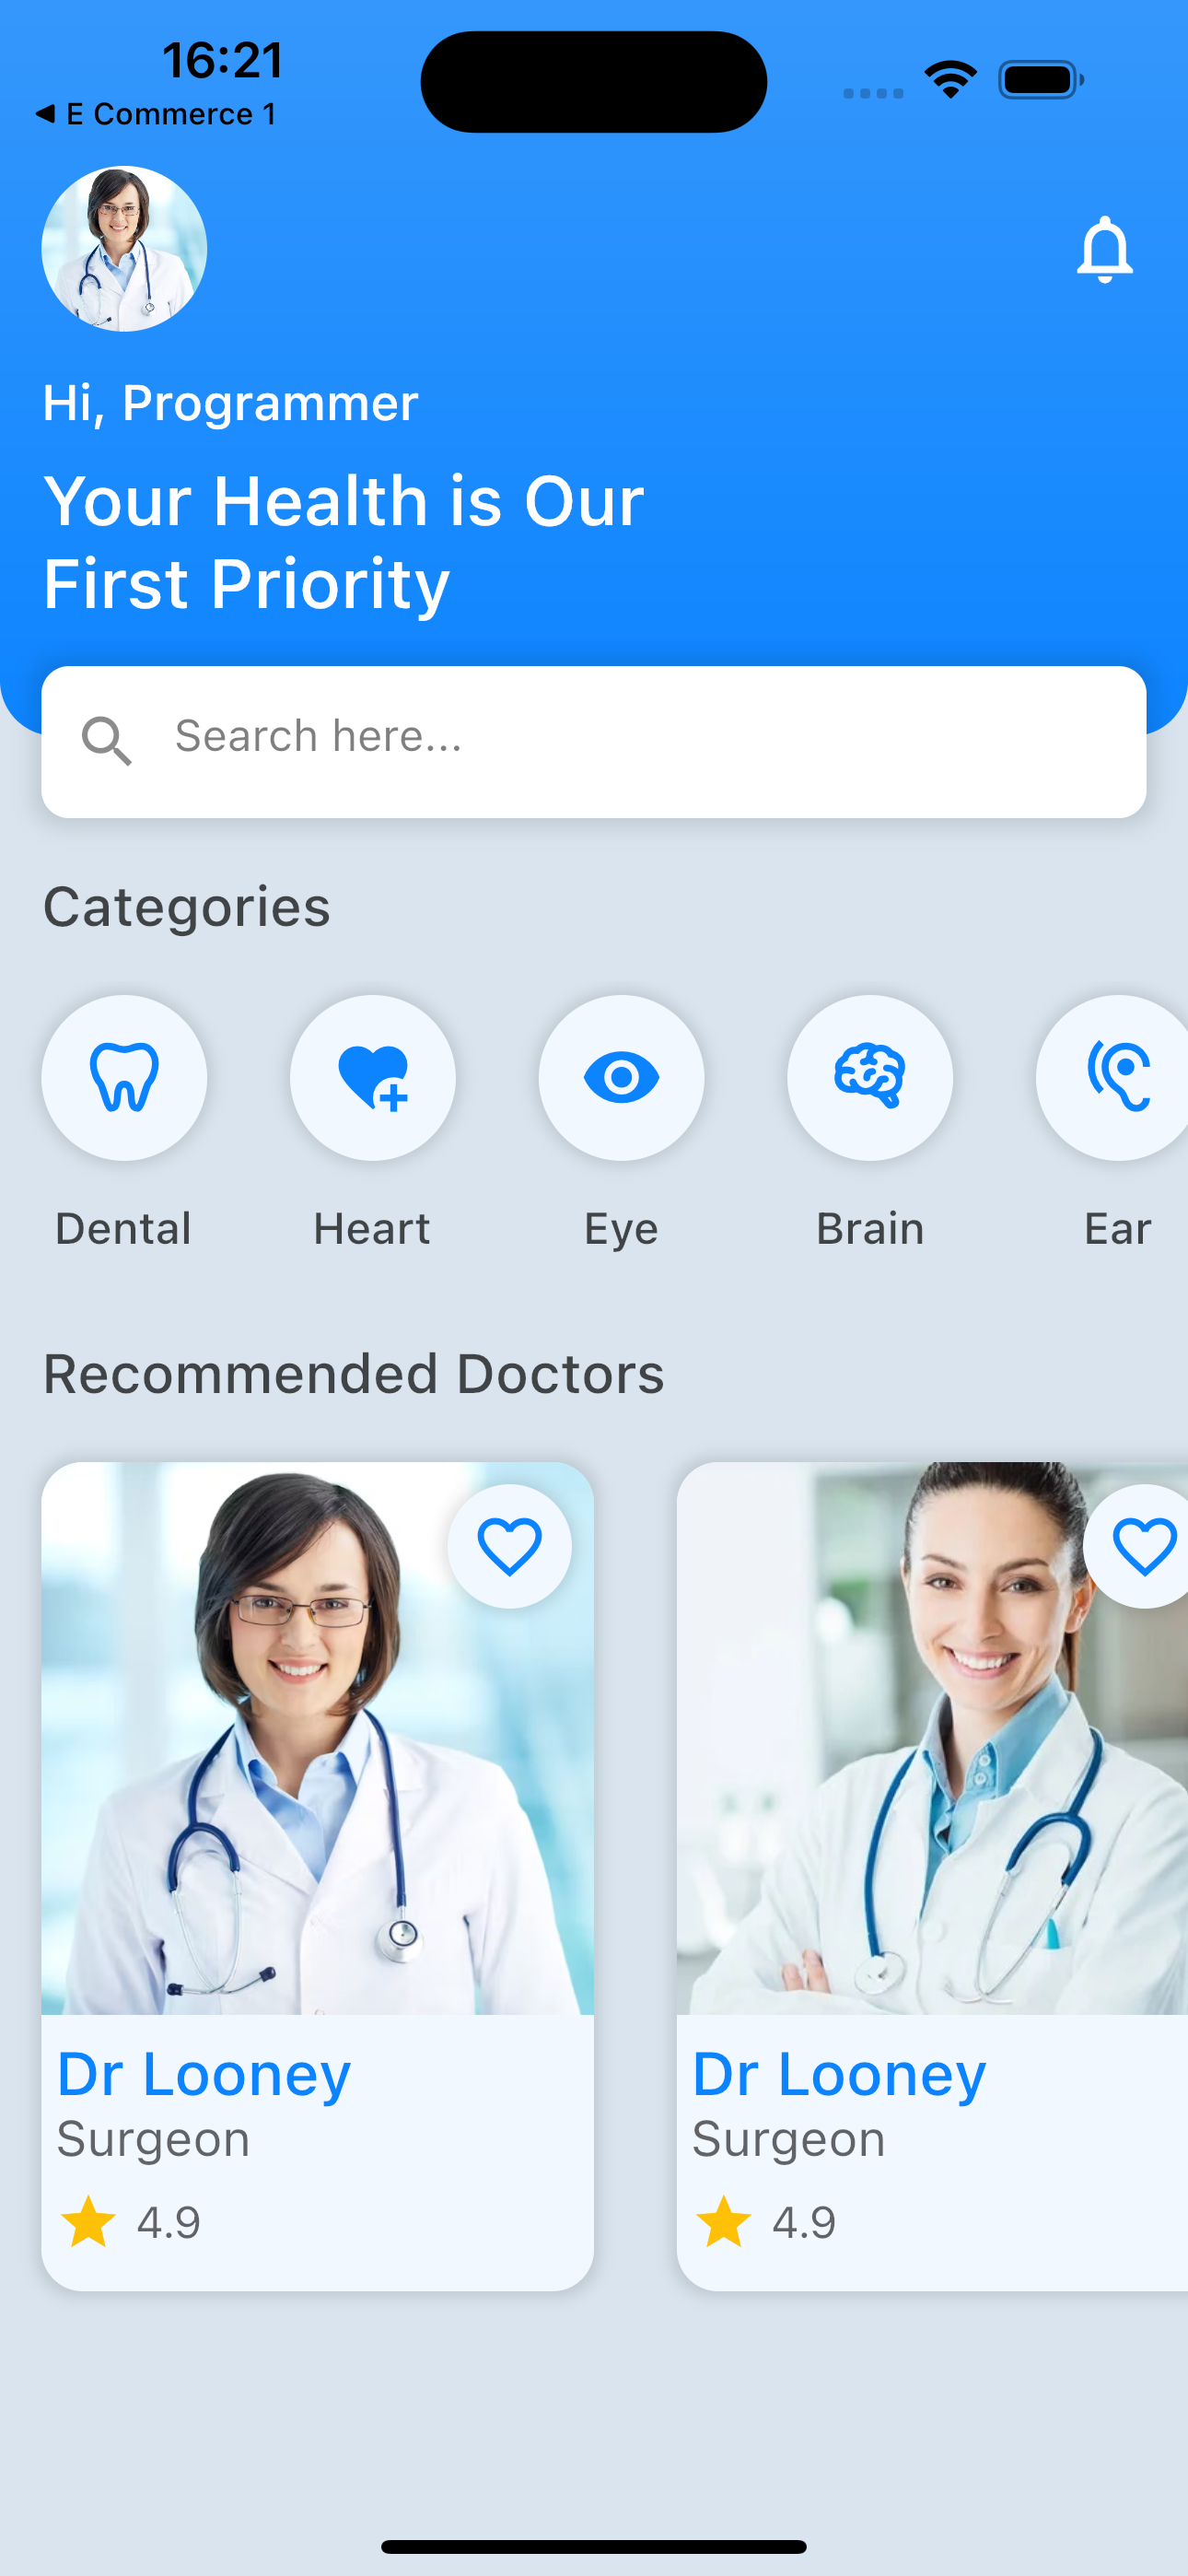 16:21
◀ E Commerce 1
Hi, Programmer
Your Health is Our
First Priority
Search here...
Categories
Dental
Heart
Eye
Brain
Ear
Recommended Doctors
Dr Looney
Surgeon
4.9
Dr Looney
Surgeon
4.9